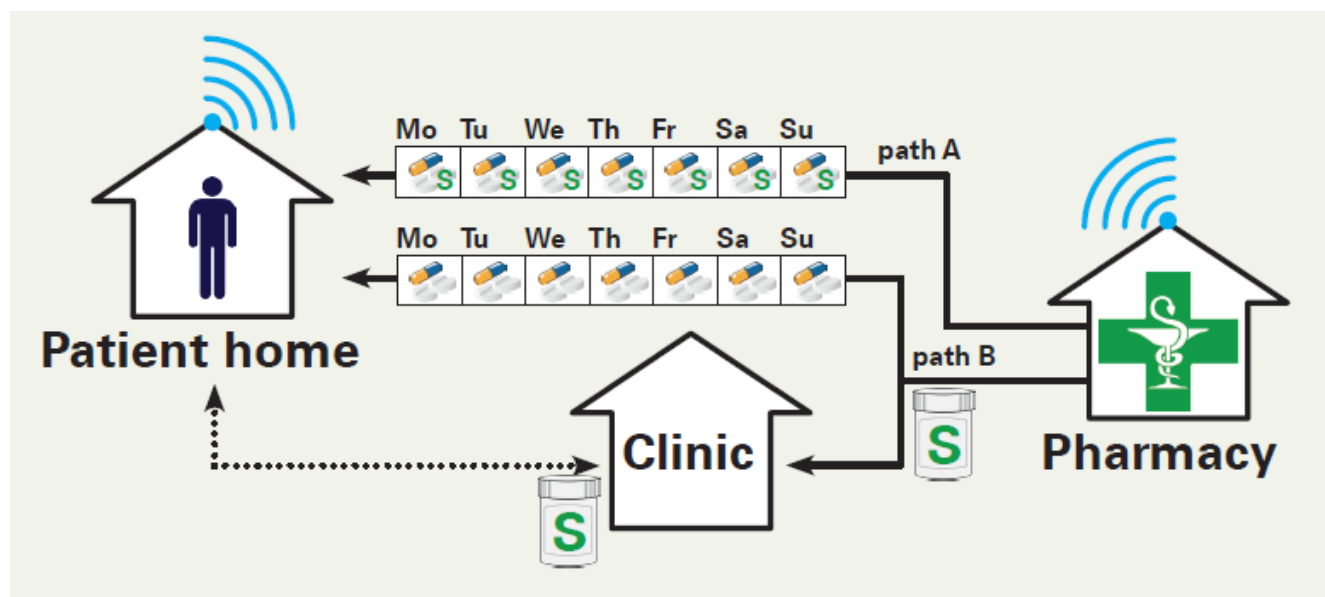 Mo Tu We Th Fr Sa Su
path A
S S S S S S S
Mo Tu We Th Fr Sa Su
Patient home
path B
Clinic
S
Pharmacy
S